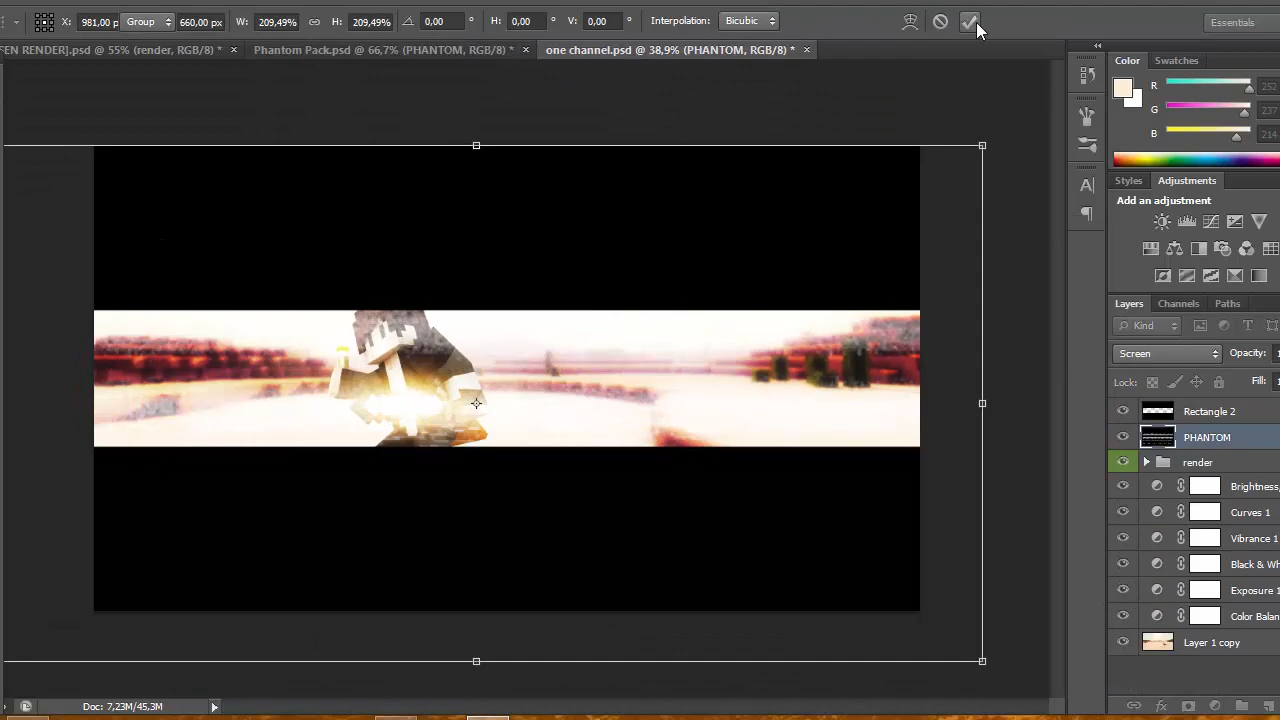 X: 981,00 p Group 660,00 px W: 209,49% H: 209,49% 0,00 H: 0,00 V: 0,00 Interpolation: Bicubic Essentials
EN RENDER].psd @ 55% (render, RGB/8) * × Phantom Pack.psd @ 66,7% (PHANTOM, RGB/8) * × one channel.psd @ 38,9% (PHANTOM, RGB/8) * ×
Color Swatches
R 252
G 237
B 214
Styles Adjustments
Add an adjustment
Layers Channels Paths
Kind
Screen Opacity:
Lock: Fill:
Rectangle 2
PHANTOM
render
Brightness
Curves 1
Vibrance 1
Black & Wh
Exposure 1
Color Balan
Layer 1 copy
Doc: 7,23M/45,3M